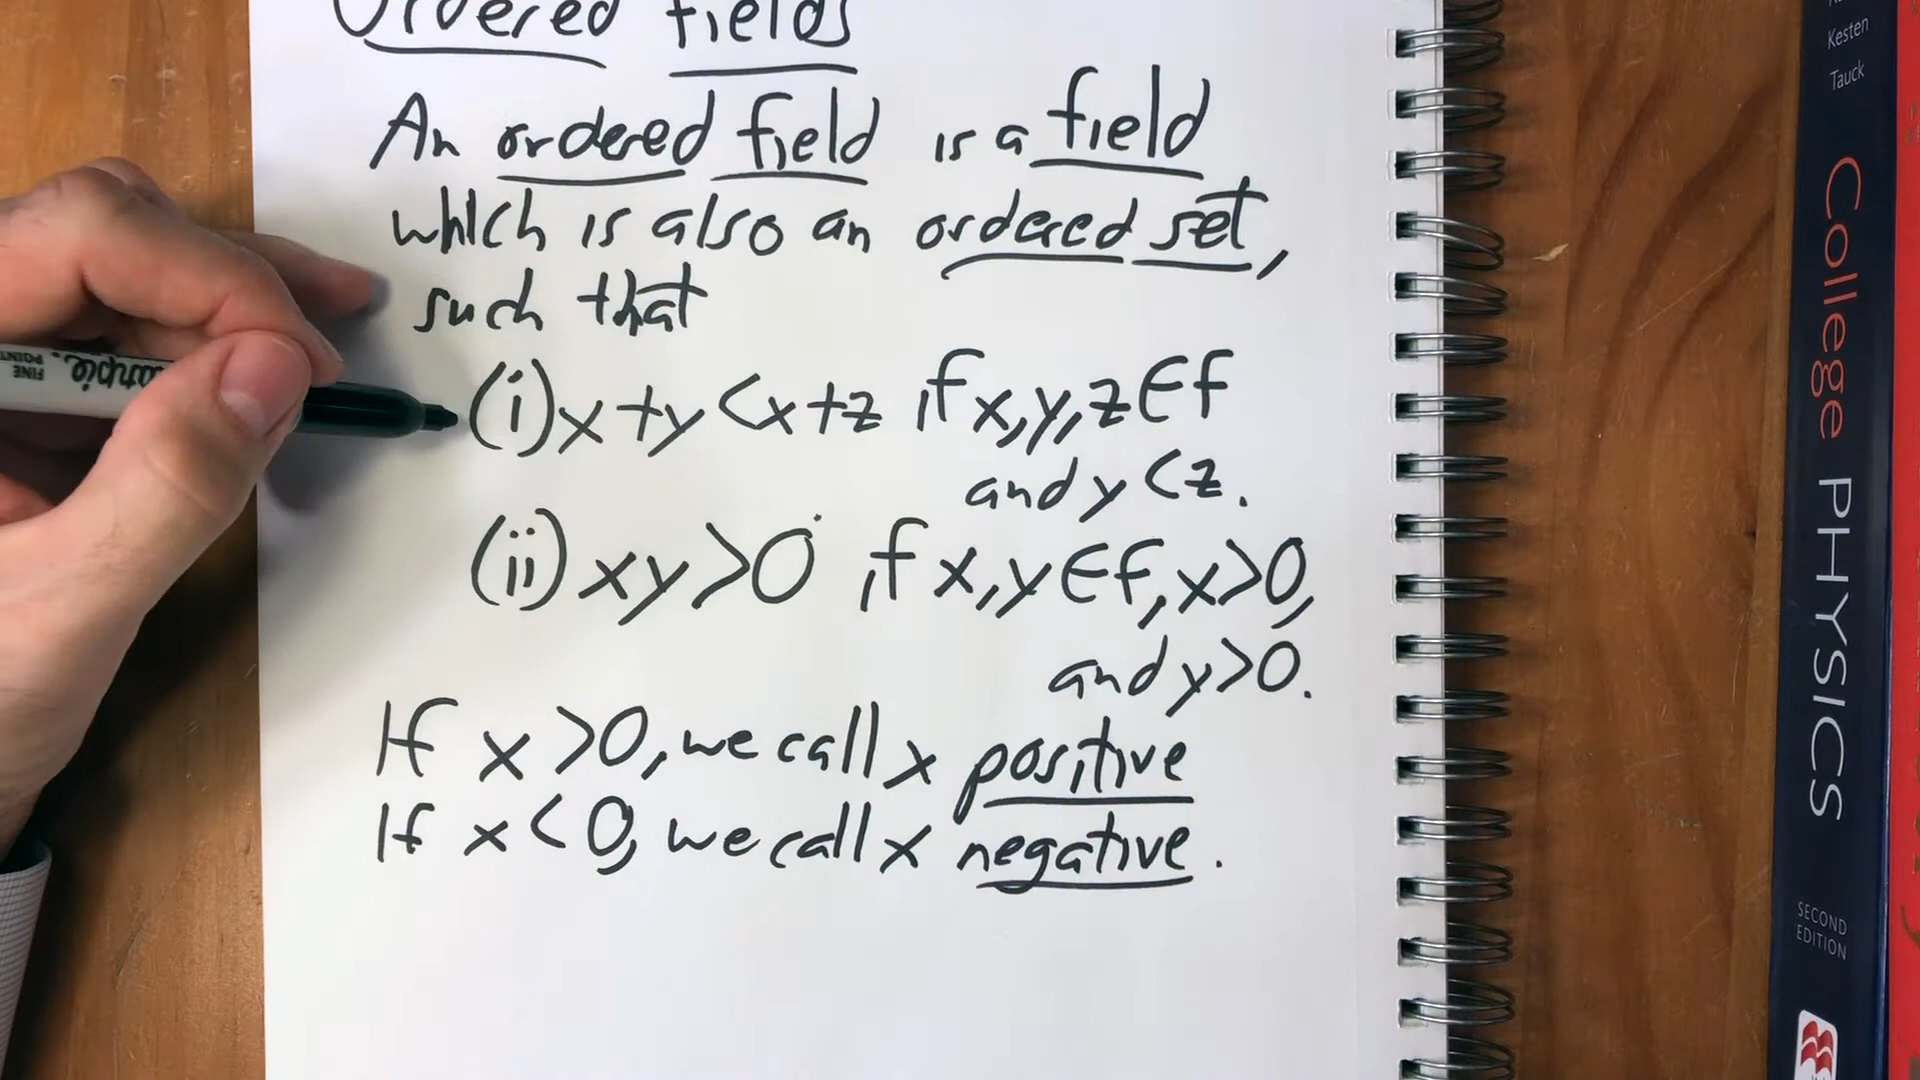 Ordered fields
An ordered field is a field
which is also an ordered set,
such that
(i) x+y<x+z if x,y,z∈F
and y<z.
(ii) xy>0 if x,y∈F, x>0,
and y>0.
If x>0, we call x positive
If x<0, we call x negative.
FINE
POINT
Kesten
Tauck
College PHYSICS
SECOND
EDITION